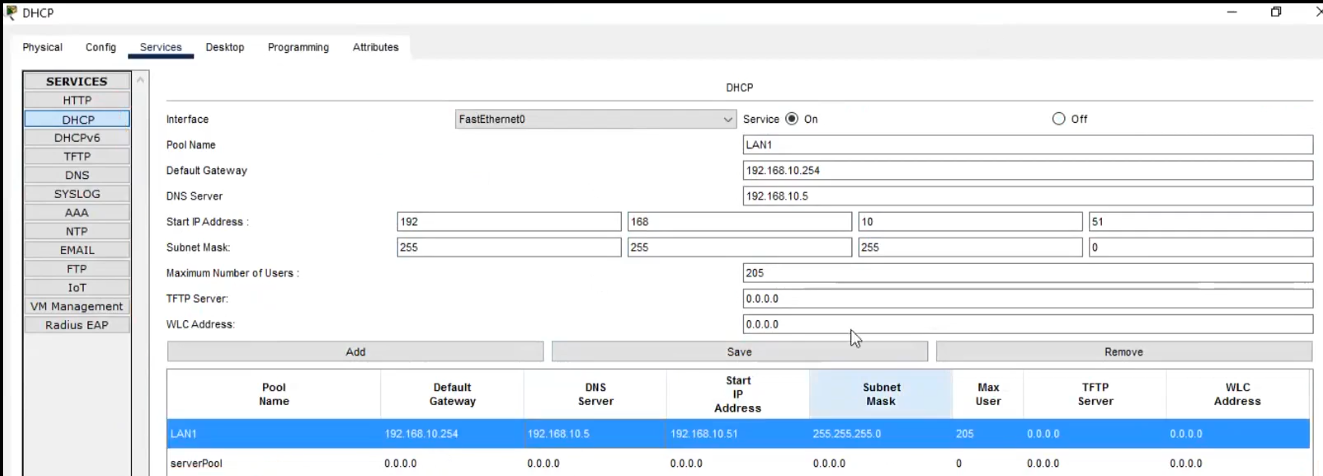 DHCP
Physical Config Services Desktop Programming Attributes
SERVICES
HTTP
DHCP
DHCPv6
TFTP
DNS
SYSLOG
AAA
NTP
EMAIL
FTP
IoT
VM Management
Radius EAP
DHCP
Interface FastEthernet0 Service On Off
Pool Name LAN1
Default Gateway 192.168.10.254
DNS Server 192.168.10.5
Start IP Address : 192 168 10 51
Subnet Mask: 255 255 255 0
Maximum Number of Users : 205
TFTP Server: 0.0.0.0
WLC Address: 0.0.0.0
Add Save Remove
Pool Name Default Gateway DNS Server Start IP Address Subnet Mask Max User TFTP Server WLC Address
LAN1 192.168.10.254 192.168.10.5 192.168.10.51 255.255.255.0 205 0.0.0.0 0.0.0.0
serverPool 0.0.0.0 0.0.0.0 0.0.0.0 0.0.0.0 0 0.0.0.0 0.0.0.0